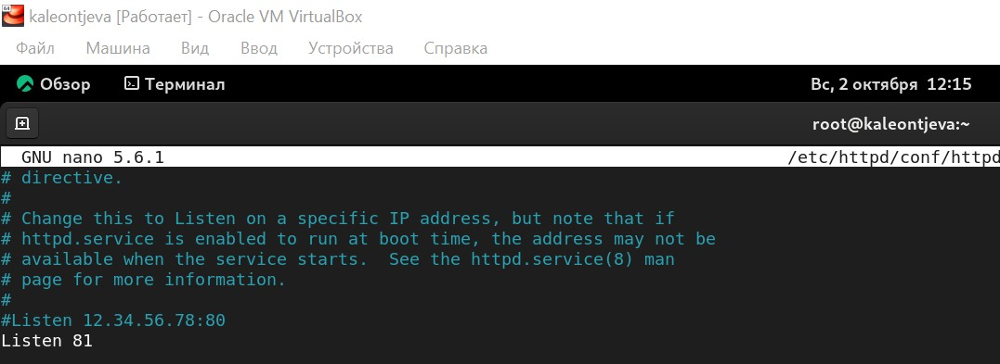 64
kaleontjeva [Работает] - Oracle VM VirtualBox
Файл Машина Вид Ввод Устройства Справка
Обзор Терминал Вс, 2 октября 12:15
root@kaleontjeva:~
GNU nano 5.6.1 /etc/httpd/conf/httpd
# directive.
#
# Change this to Listen on a specific IP address, but note that if
# httpd.service is enabled to run at boot time, the address may not be
# available when the service starts.  See the httpd.service(8) man
# page for more information.
#
#Listen 12.34.56.78:80
Listen 81